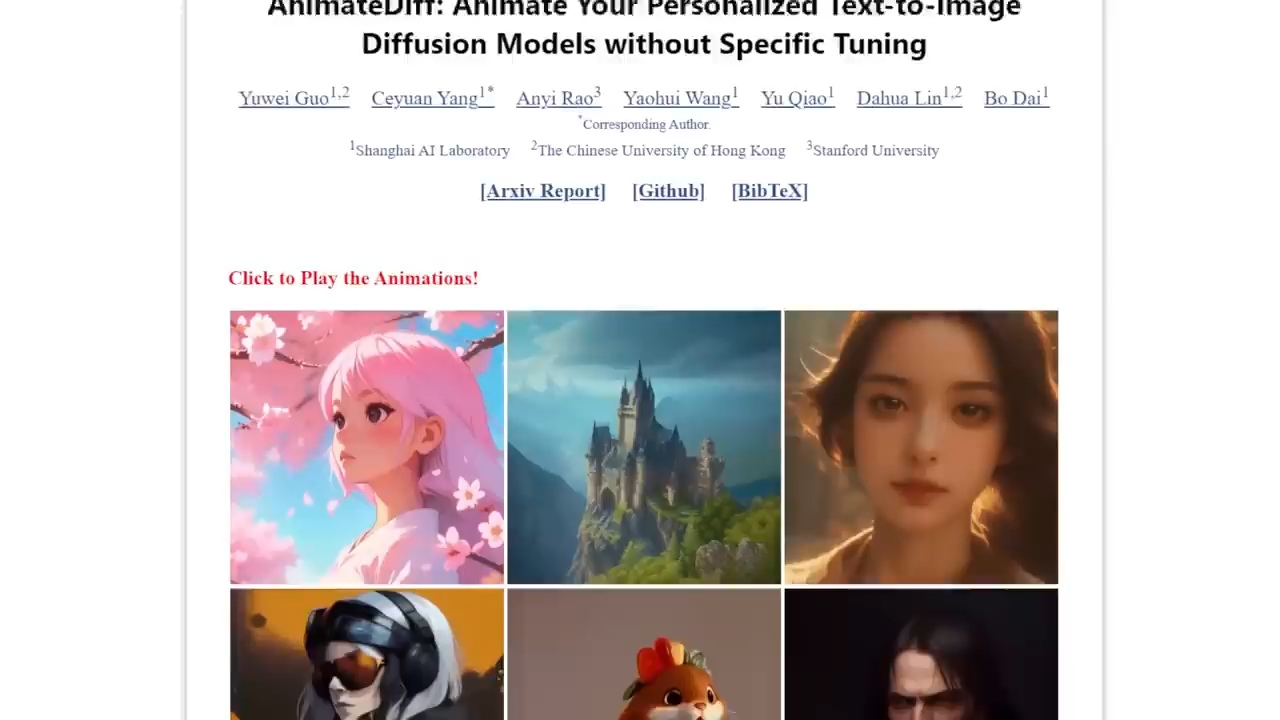 AnimateDiff: Animate Your Personalized Text-to-Image
Diffusion Models without Specific Tuning
Yuwei Guo1,2 Ceyuan Yang1* Anyi Rao3 Yaohui Wang1 Yu Qiao1 Dahua Lin1,2 Bo Dai1
*Corresponding Author.
1Shanghai AI Laboratory 2The Chinese University of Hong Kong 3Stanford University
[Arxiv Report] [Github] [BibTeX]
Click to Play the Animations!